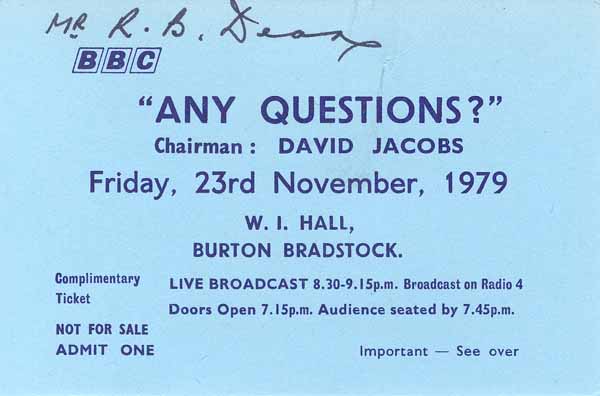 MR R. B. Deans
BBC
"ANY QUESTIONS?"
Chairman: DAVID JACOBS
Friday, 23rd November, 1979
W. I. HALL,
BURTON BRADSTOCK.
Complimentary Ticket
LIVE BROADCAST 8.30-9.15p.m. Broadcast on Radio 4
Doors Open 7.15p.m. Audience seated by 7.45p.m.
NOT FOR SALE
ADMIT ONE
Important — See over